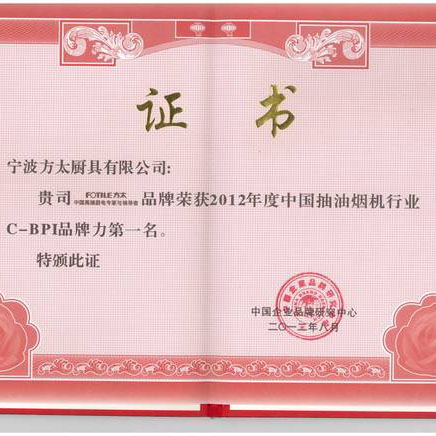 证 书
宁波方太厨具有限公司:
贵司 FOTILE方太 品牌荣获2012年度中国抽油烟机行业
中国高端厨电专家与领导者
C-BPI品牌力第一名。
特颁此证
中国企业品牌研究中心
二〇一二年八月